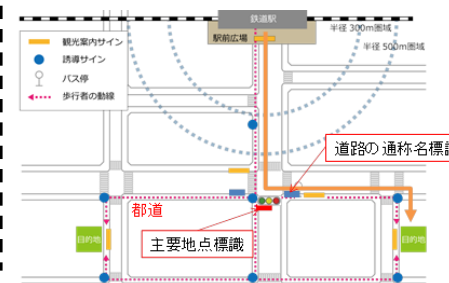 鉄道駅
駅前広場
半径 300m圏域
半径 500m圏域
観光案内サイン
誘導サイン
バス停
歩行者の動線
道路の通称名標
都道
主要地点標識
目的地
目的地